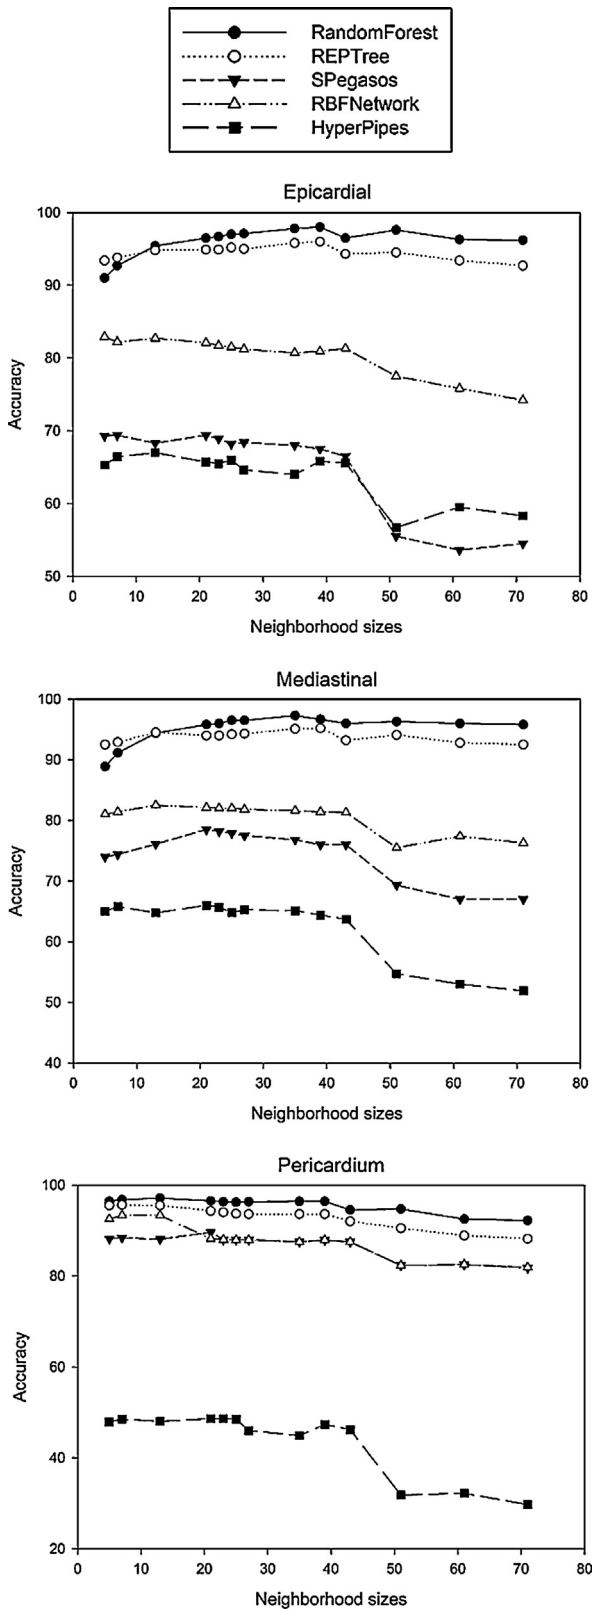 RandomForest
REPTree
SPegasos
RBFNetwork
HyperPipes
Epicardial
100
90
80
70
60
50
Accuracy
0 10 20 30 40 50 60 70 80
Neighborhood sizes
Mediastinal
100
90
80
70
60
50
40
Accuracy
0 10 20 30 40 50 60 70 80
Neighborhood sizes
Pericardium
100
80
60
40
20
Accuracy
0 10 20 30 40 50 60 70 80
Neighborhood sizes